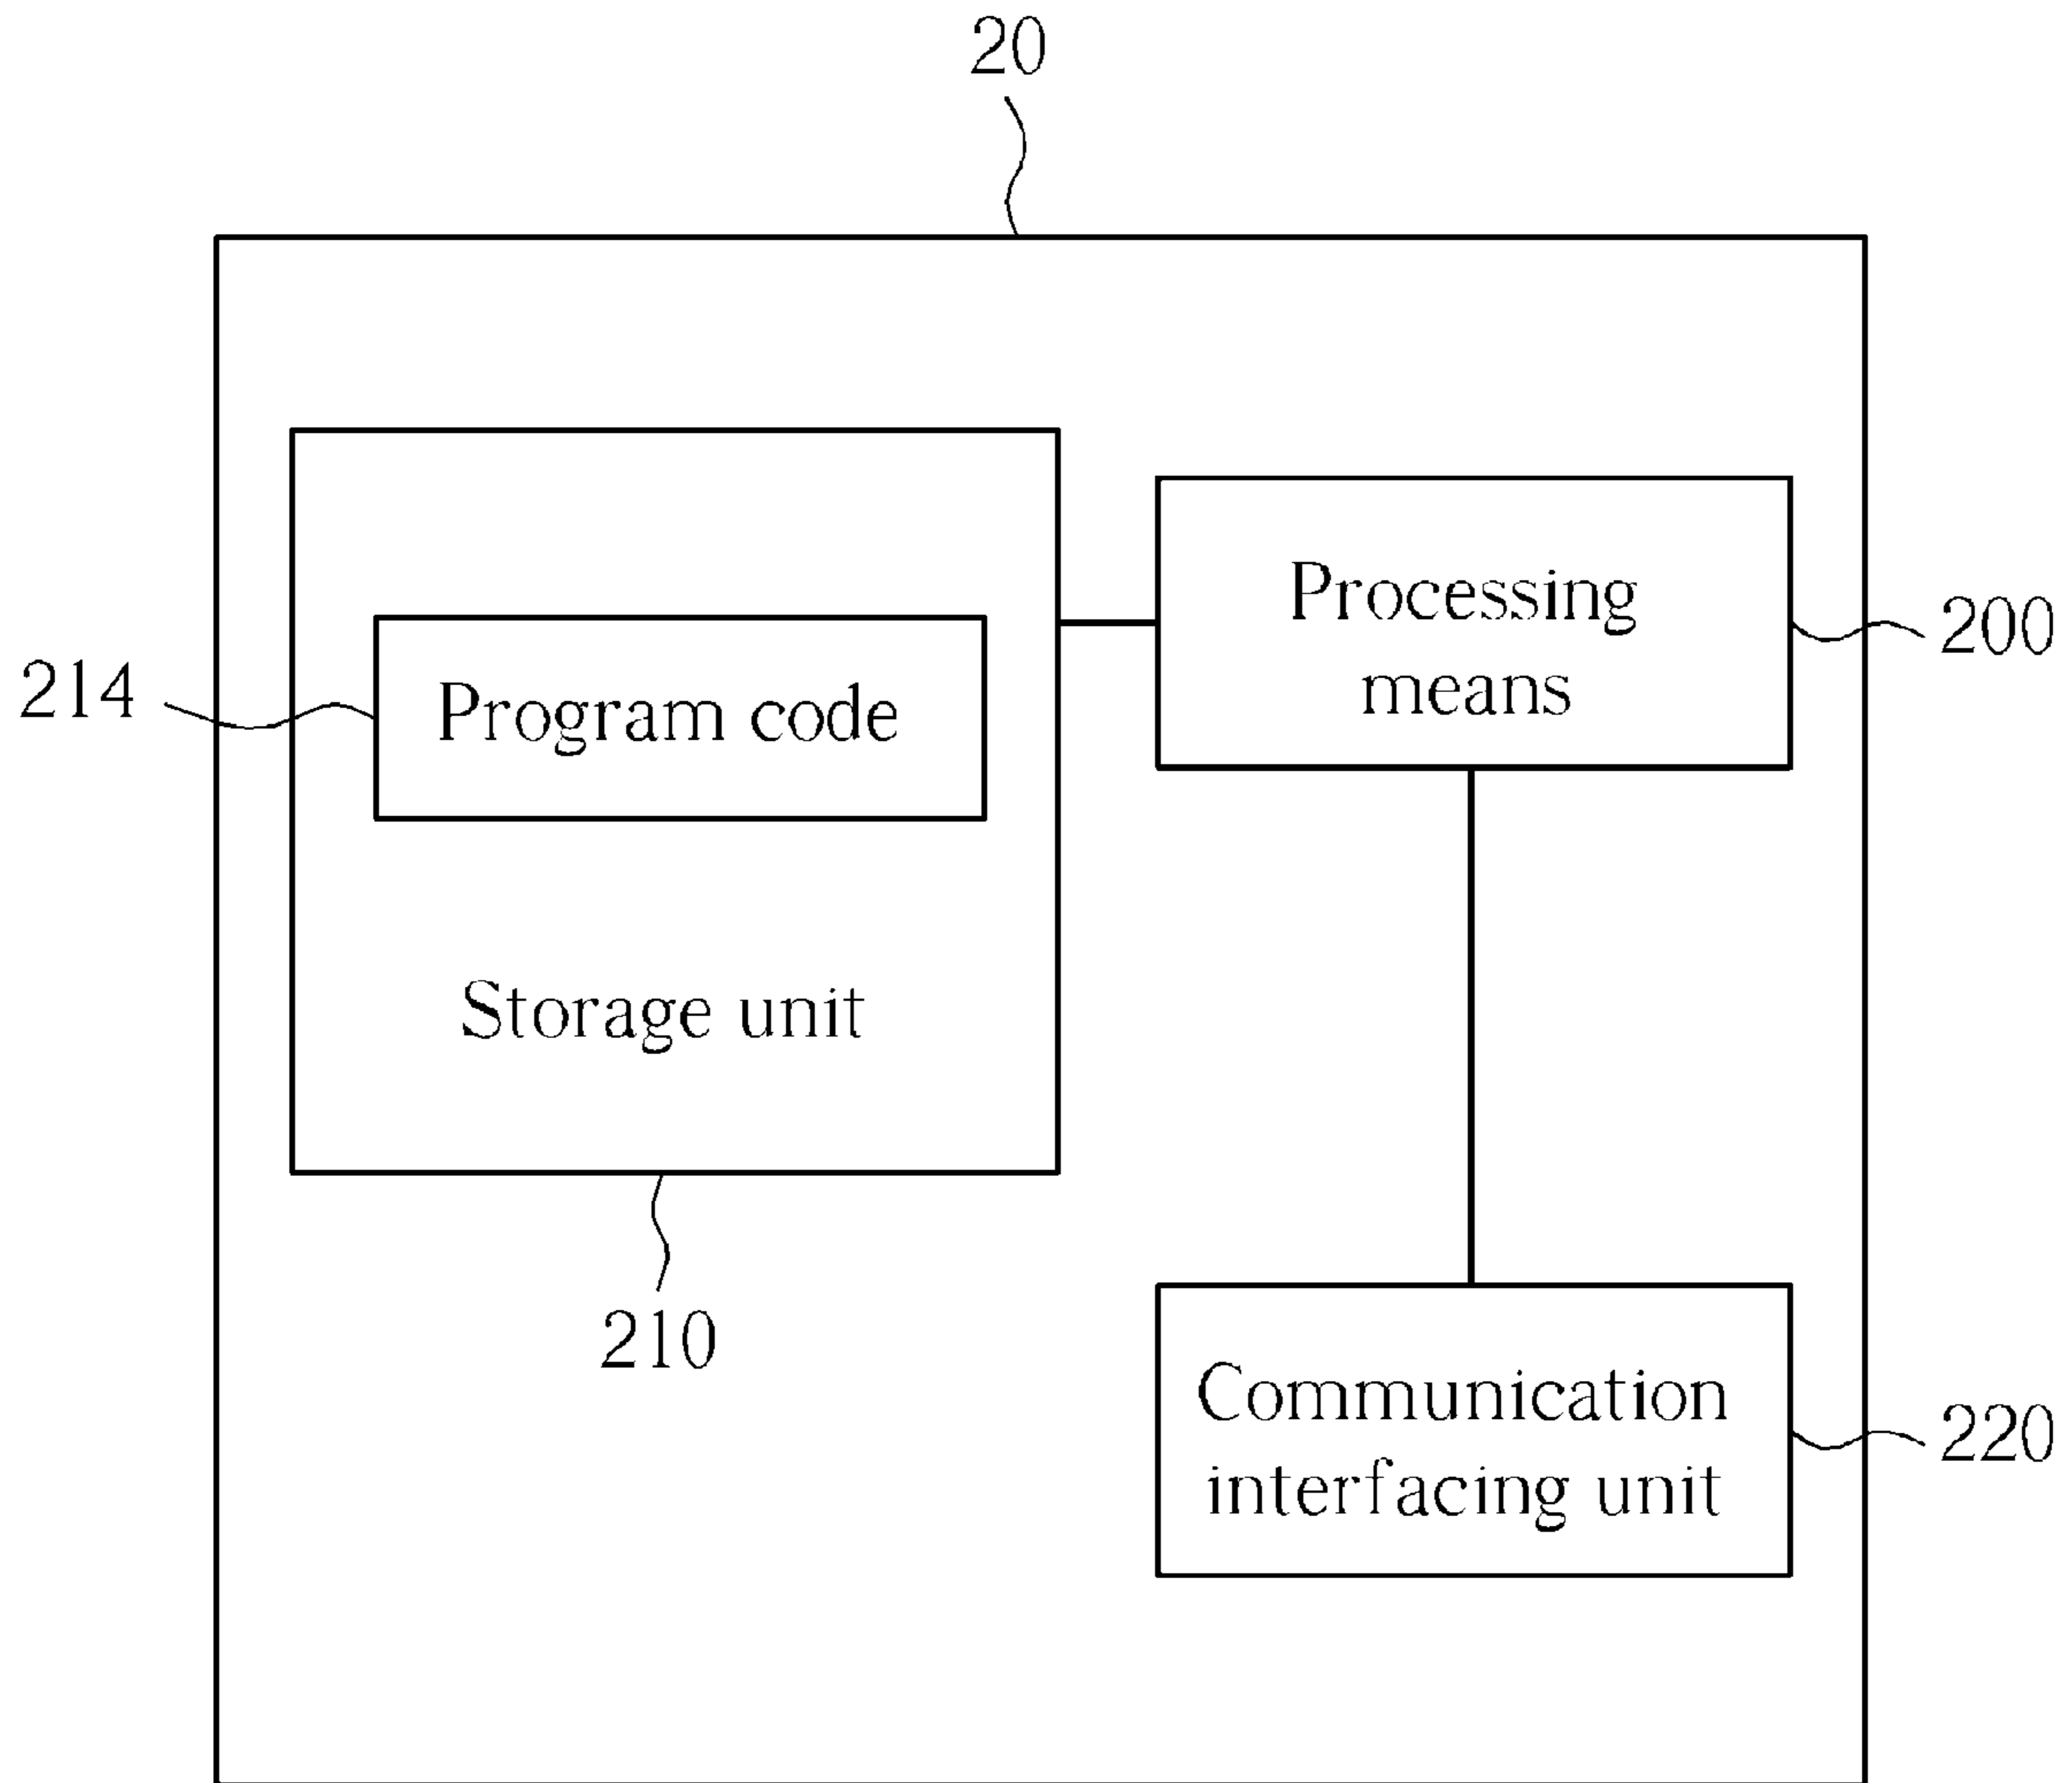 20
Processing
means
200
214
Program code
Storage unit
210
Communication
interfacing unit
220